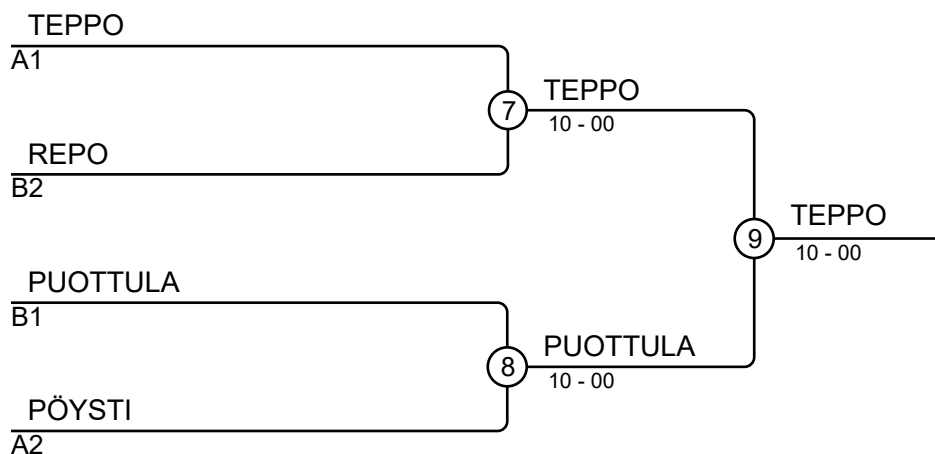 TEPPO
A1
7
TEPPO
10 - 00
REPO
B2
9
TEPPO
10 - 00
PUOTTULA
B1
8
PUOTTULA
10 - 00
PÖYSTI
A2